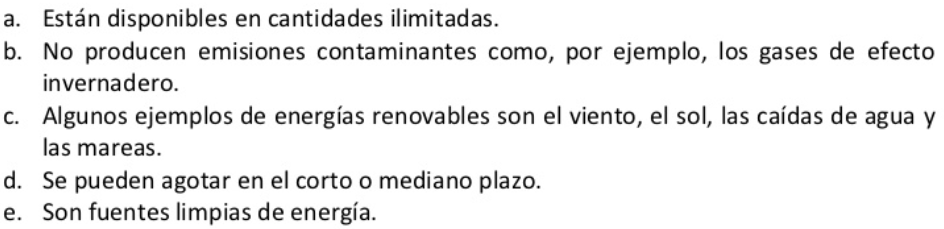 a. Están disponibles en cantidades ilimitadas.
b. No producen emisiones contaminantes como, por ejemplo, los gases de efecto
invernadero.
c. Algunos ejemplos de energías renovables son el viento, el sol, las caídas de agua y
las mareas.
d. Se pueden agotar en el corto o mediano plazo.
e. Son fuentes limpias de energía.